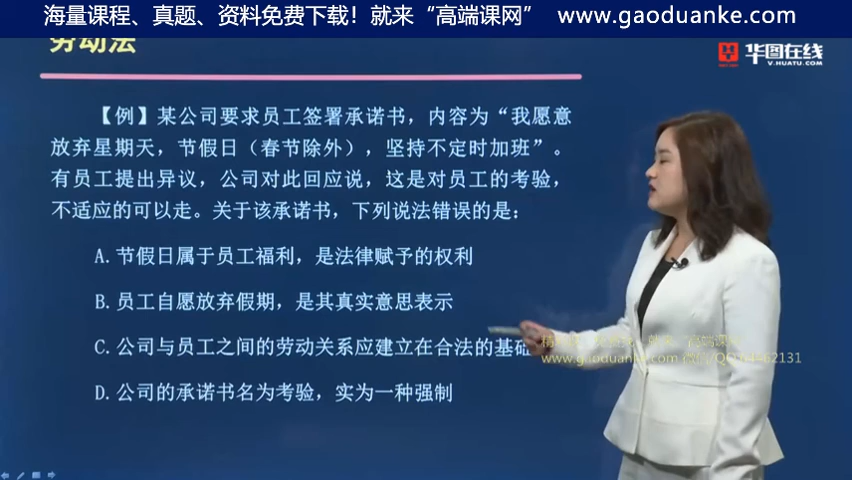 海量课程、真题、资料免费下载！就来“高端课网” www.gaoduanke.com
劳动法
华图在线
V.HUATU.COM
【例】某公司要求员工签署承诺书，内容为“我愿意
放弃星期天，节假日（春节除外），坚持不定时加班”。
有员工提出异议，公司对此回应说，这是对员工的考验，
不适应的可以走。关于该承诺书，下列说法错误的是：
A. 节假日属于员工福利，是法律赋予的权利
B. 员工自愿放弃假期，是其真实意思表示
C. 公司与员工之间的劳动关系应建立在合法的基础
就来“高端课
www.gaoduanke.com
D. 公司的承诺书名为考验，实为一种强制